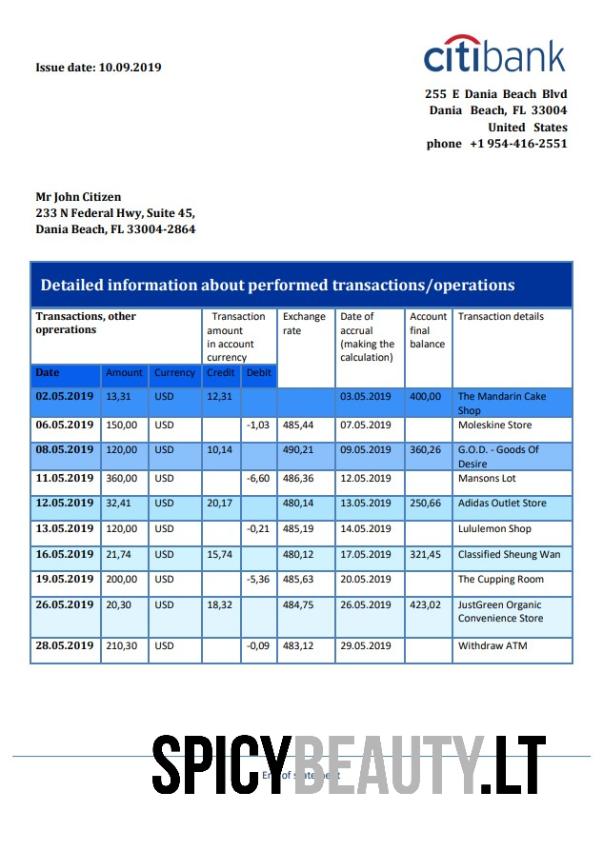 citibank
Issue date: 10.09.2019
255 E Dania Beach Blvd
Dania Beach, FL 33004
United States
phone +1 954-416-2551
Mr John Citizen
233 N Federal Hwy, Suite 45,
Dania Beach, FL 33004-2864
Detailed information about performed transactions/operations
Transactions, other
oprerations
Transaction
amount
in account
currency
Exchange
rate
Date of
accrual
(making the
calculation)
Account
final
balance
Transaction details
Date Amount Currency Credit Debit
02.05.2019 13,31 USD 12,31 03.05.2019 400,00 The Mandarin Cake
Shop
06.05.2019 150,00 USD -1,03 485,44 07.05.2019 Moleskine Store
08.05.2019 120,00 USD 10,14 490,21 09.05.2019 360,26 G.O.D. - Goods Of
Desire
11.05.2019 360,00 USD -6,60 486,36 12.05.2019 Mansons Lot
12.05.2019 32,41 USD 20,17 480,14 13.05.2019 250,66 Adidas Outlet Store
13.05.2019 120,00 USD -0,21 485,19 14.05.2019 Lululemon Shop
16.05.2019 21,74 USD 15,74 480,12 17.05.2019 321,45 Classified Sheung Wan
19.05.2019 200,00 USD -5,36 485,63 20.05.2019 The Cupping Room
26.05.2019 20,30 USD 18,32 484,75 26.05.2019 423,02 JustGreen Organic
Convenience Store
28.05.2019 210,30 USD -0,09 483,12 29.05.2019 Withdraw ATM
SPICYBEAUTY.LT